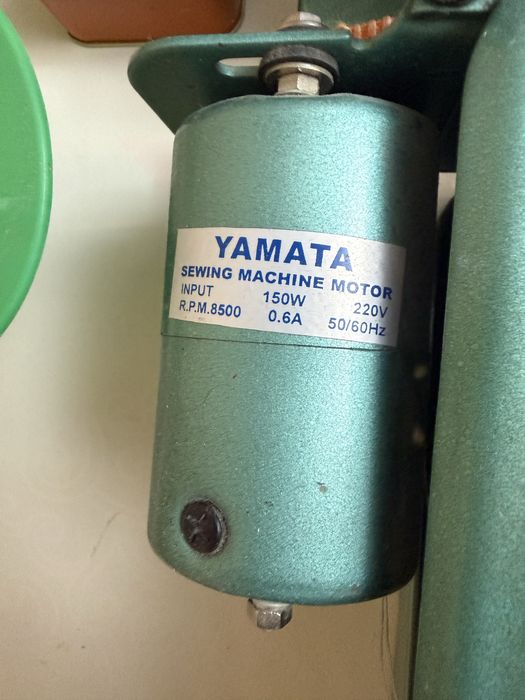 YAMATA
SEWING MACHINE MOTOR
INPUT 150W 220V
R.P.M.8500 0.6A 50/60Hz